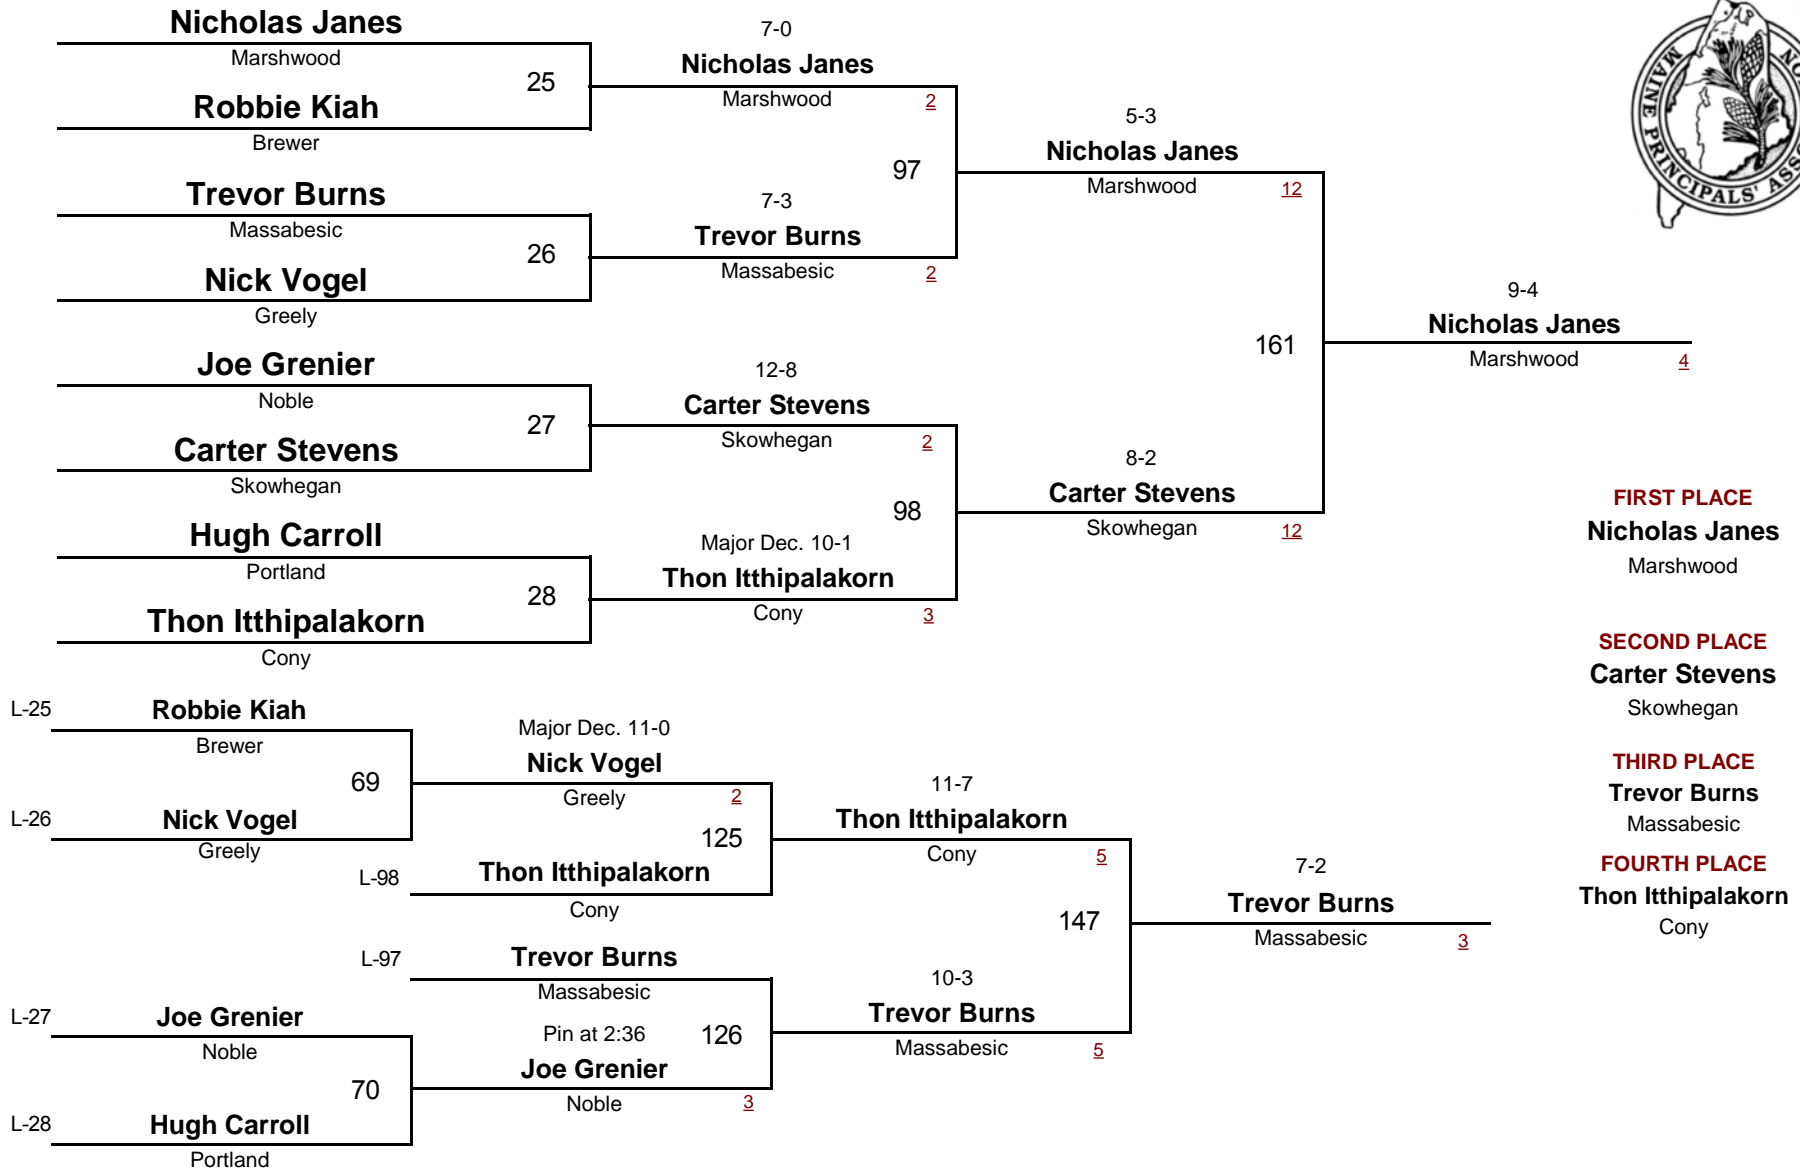 Nicholas Janes
Marshwood
25
Robbie Kiah
Brewer
Trevor Burns
Massabesic
26
Nick Vogel
Greely
Joe Grenier
Noble
27
Carter Stevens
Skowhegan
Hugh Carroll
Portland
28
Thon Itthipalakorn
Cony
7-0
Nicholas Janes
Marshwood
2
97
7-3
Trevor Burns
Massabesic
2
12-8
Carter Stevens
Skowhegan
2
98
Major Dec. 10-1
Thon Itthipalakorn
Cony
3
5-3
Nicholas Janes
Marshwood
12
161
8-2
Carter Stevens
Skowhegan
12
9-4
Nicholas Janes
Marshwood
4
MAINE PRINCIPALS'
FIRST PLACE
Nicholas Janes
Marshwood
SECOND PLACE
Carter Stevens
Skowhegan
THIRD PLACE
Trevor Burns
Massabesic
FOURTH PLACE
Thon Itthipalakorn
Cony
L-25
Robbie Kiah
Brewer
69
L-26
Nick Vogel
Greely
Major Dec. 11-0
Nick Vogel
Greely
2
125
L-98
Thon Itthipalakorn
Cony
L-97
Trevor Burns
Massabesic
L-27
Joe Grenier
Noble
70
L-28
Hugh Carroll
Portland
Pin at 2:36
126
Joe Grenier
Noble
3
11-7
Thon Itthipalakorn
Cony
5
147
10-3
Trevor Burns
Massabesic
5
7-2
Trevor Burns
Massabesic
3